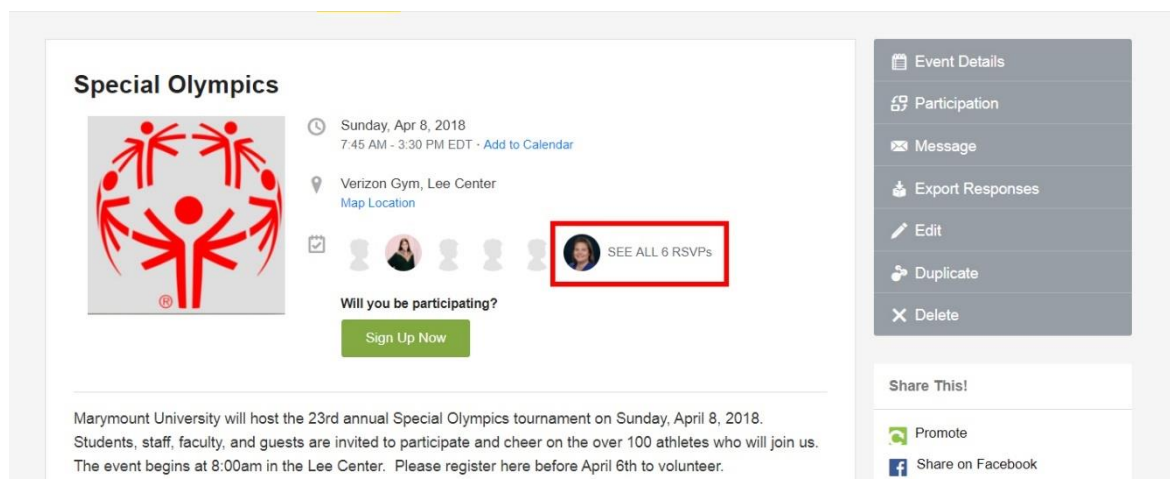 Special Olympics
Sunday, Apr 8, 2018
7:45 AM - 3:30 PM EDT · Add to Calendar
Verizon Gym, Lee Center
Map Location
SEE ALL 6 RSVPs
Will you be participating?
Sign Up Now
®
Marymount University will host the 23rd annual Special Olympics tournament on Sunday, April 8, 2018.
Students, staff, faculty, and guests are invited to participate and cheer on the over 100 athletes who will join us.
The event begins at 8:00am in the Lee Center.  Please register here before April 6th to volunteer.
Event Details
Participation
Message
Export Responses
Edit
Duplicate
Delete
Share This!
Promote
Share on Facebook